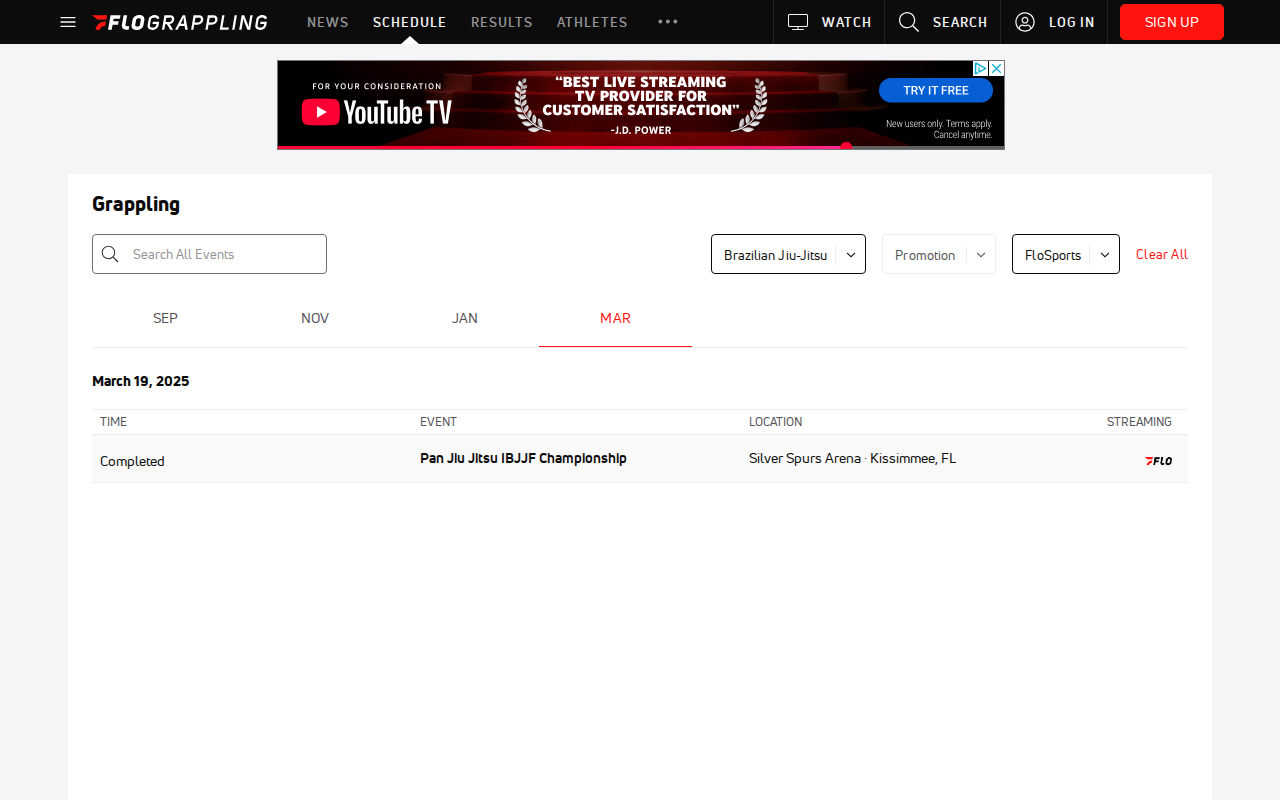 FLOGRAPPLING NEWS SCHEDULE RESULTS ATHLETES ••• WATCH SEARCH LOG IN SIGN UP
FOR YOUR CONSIDERATION
YouTube TV
“BEST LIVE STREAMING
TV PROVIDER FOR
CUSTOMER SATISFACTION”
-J.D. POWER
TRY IT FREE
New users only. Terms apply.
Cancel anytime.
Grappling
Search All Events Brazilian Jiu-Jitsu Promotion FloSports Clear All
SEP NOV JAN MAR
March 19, 2025
TIME EVENT LOCATION STREAMING
Completed Pan Jiu Jitsu IBJJF Championship Silver Spurs Arena · Kissimmee, FL FLO